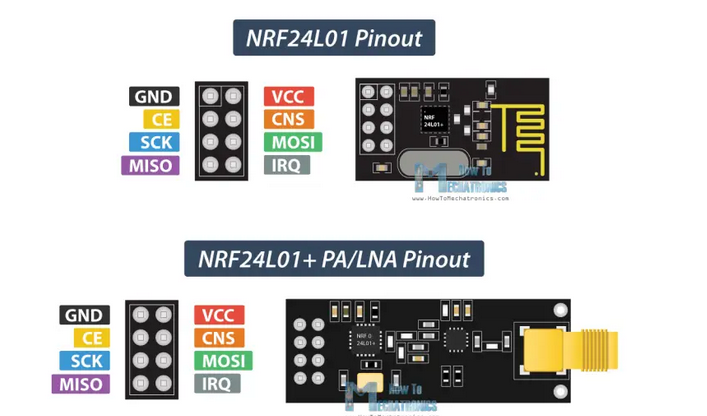 NRF24L01 Pinout
GND VCC
CE CNS
SCK MOSI
MISO IRQ
NRF
24L01+
How To
MECHATRONICS
www.HowToMechatronics.com
NRF24L01+ PA/LNA Pinout
GND VCC
CE CNS
SCK MOSI
MISO IRQ
NRF
24L01+
How To
MECHATRONICS